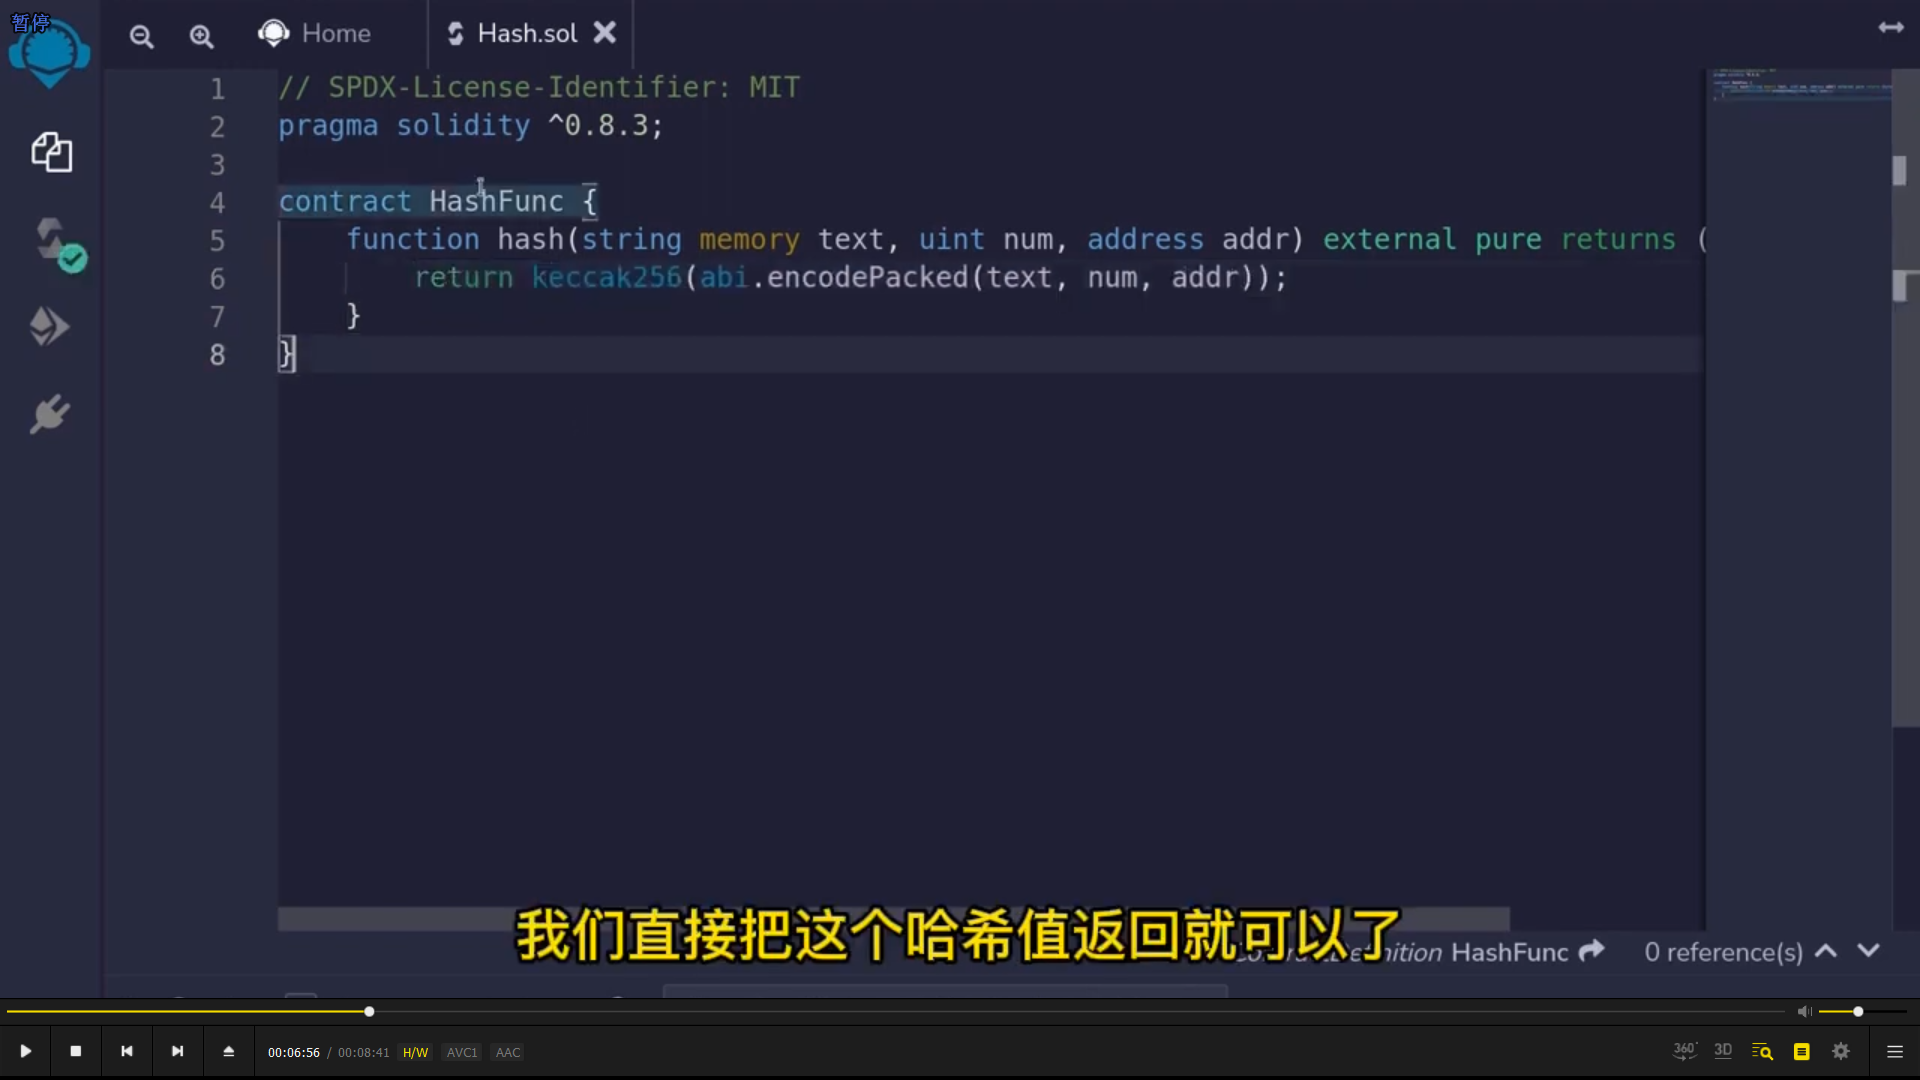 暂停
Home
Hash.sol
1 // SPDX-License-Identifier: MIT
2 pragma solidity ^0.8.3;
3
4 contract HashFunc {
5 function hash(string memory text, uint num, address addr) external pure returns (
6 return keccak256(abi.encodePacked(text, num, addr));
7 }
8 }
我们直接把这个哈希值返回就可以了
HashFunc 0 reference(s)
00:06:56 / 00:08:41 H/W AVC1 AAC
360° 3D